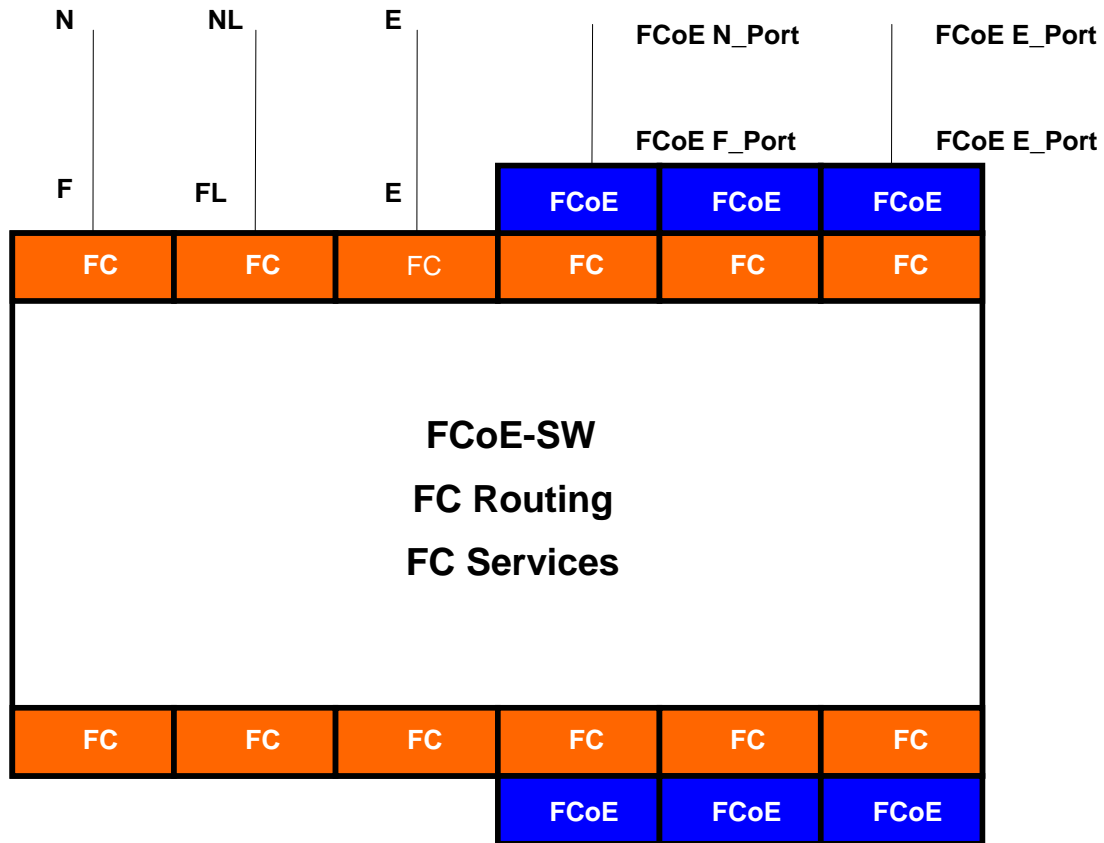 N NL E FCoE N_Port FCoE E_Port
F FL E FCoE F_Port FCoE E_Port
FCoE FCoE FCoE
FC FC FC FC FC FC
FCoE-SW
FC Routing
FC Services
FC FC FC FC FC FC
FCoE FCoE FCoE